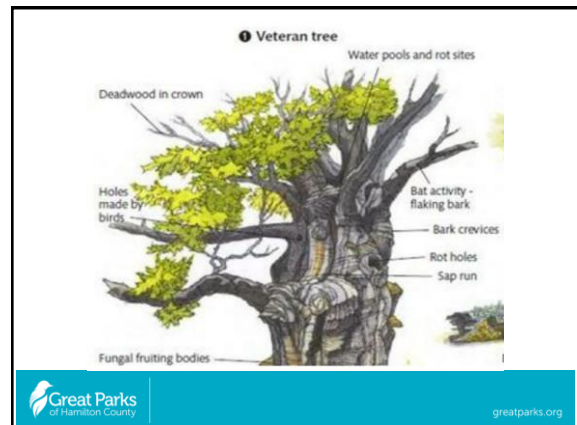 ❶ Veteran tree
Water pools and rot sites
Deadwood in crown
Holes
made by
birds
Bat activity -
flaking bark
Bark crevices
Rot holes
Sap run
Fungal fruiting bodies
Great Parks
of Hamilton County
greatparks.org